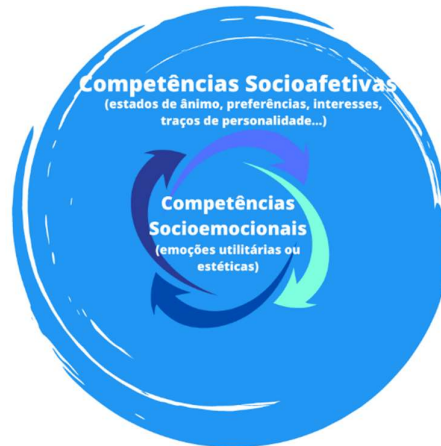 Competências Socioafetivas
(estados de ânimo, preferências, interesses,
traços de personalidade...)
Competências
Socioemocionais
(emoções utilitárias ou
estéticas)